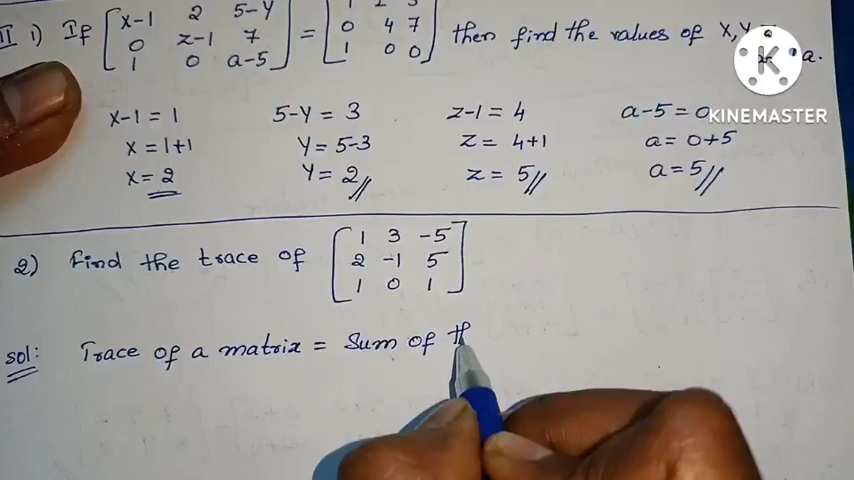 II 1) If [x-1 2 5-y = [1 2 3
0 z-1 7 0 4 7
1 0 a-5] 1 0 0] then find the values of x, y a.
KINEMASTER
x-1 = 1 5-y = 3 z-1 = 4 a-5 = 0
x = 1+1 y = 5-3 z = 4+1 a = 0+5
x = 2 y = 2 z = 5 a = 5
2) Find the trace of [1 3 -5
2 -1 5
1 0 1]
Sol: Trace of a matrix = Sum of